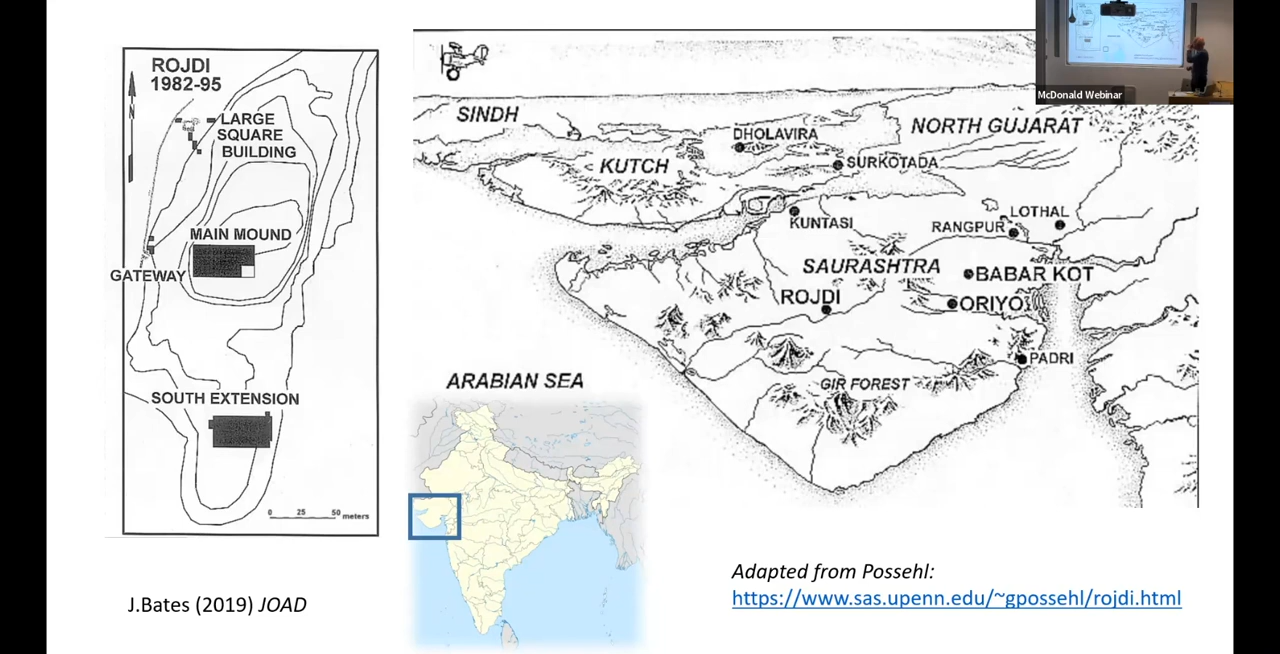 ROJDI
1982-95
N
LARGE
SQUARE
BUILDING
MAIN MOUND
GATEWAY
SOUTH EXTENSION
0 25 50 meters
J.Bates (2019) JOAD
SINDH
KUTCH
DHOLAVIRA
SURKOTADA
NORTH GUJARAT
KUNTASI
RANGPUR
LOTHAL
SAURASHTRA
BABAR KOT
ROJDI
ORIYO
PADRI
GIR FOREST
ARABIAN SEA
Adapted from Possehl:
https://www.sas.upenn.edu/~gpossehl/rojdi.html
McDonald Webinar